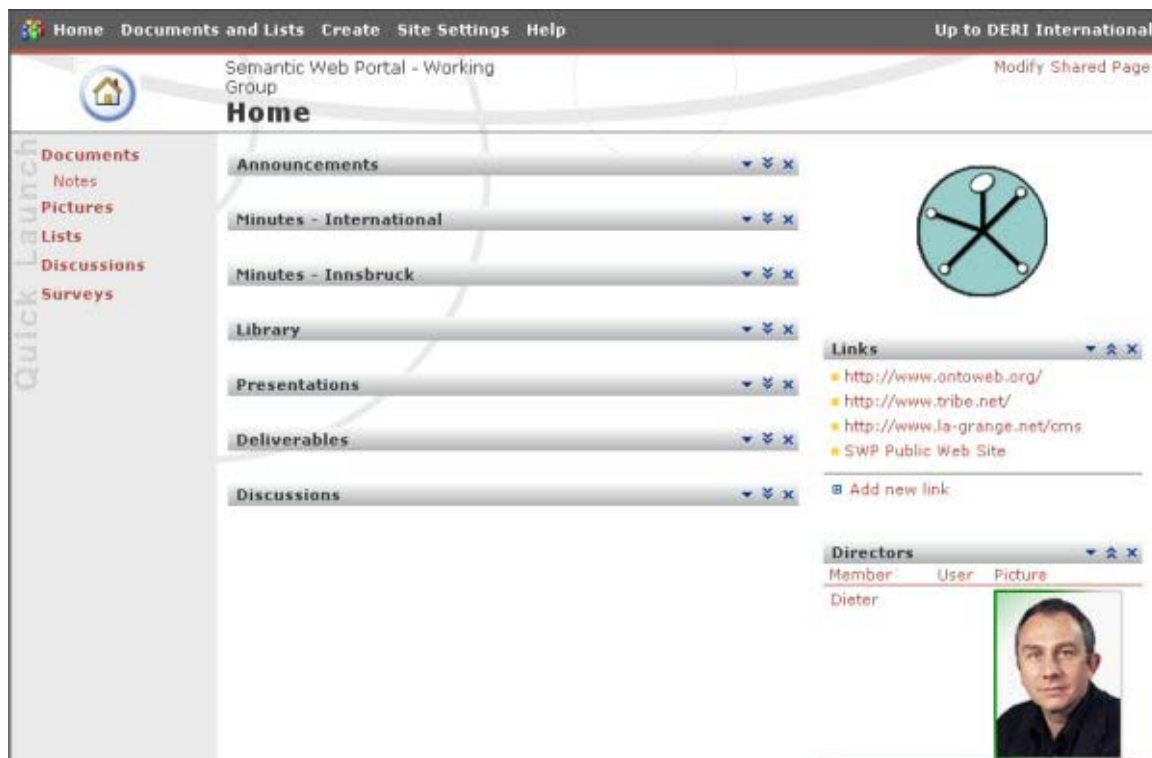 Home Documents and Lists Create Site Settings Help Up to DERI International
Semantic Web Portal - Working
Group
Home
Modify Shared Page
Quick Launch
Documents
Notes
Pictures
Lists
Discussions
Surveys
Announcements
Minutes - International
Minutes - Innsbruck
Library
Presentations
Deliverables
Discussions
Links
http://www.ontoweb.org/
http://www.tribe.net/
http://www.la-grange.net/cms
SWP Public Web Site
Add new link
Directors
Member User Picture
Dieter